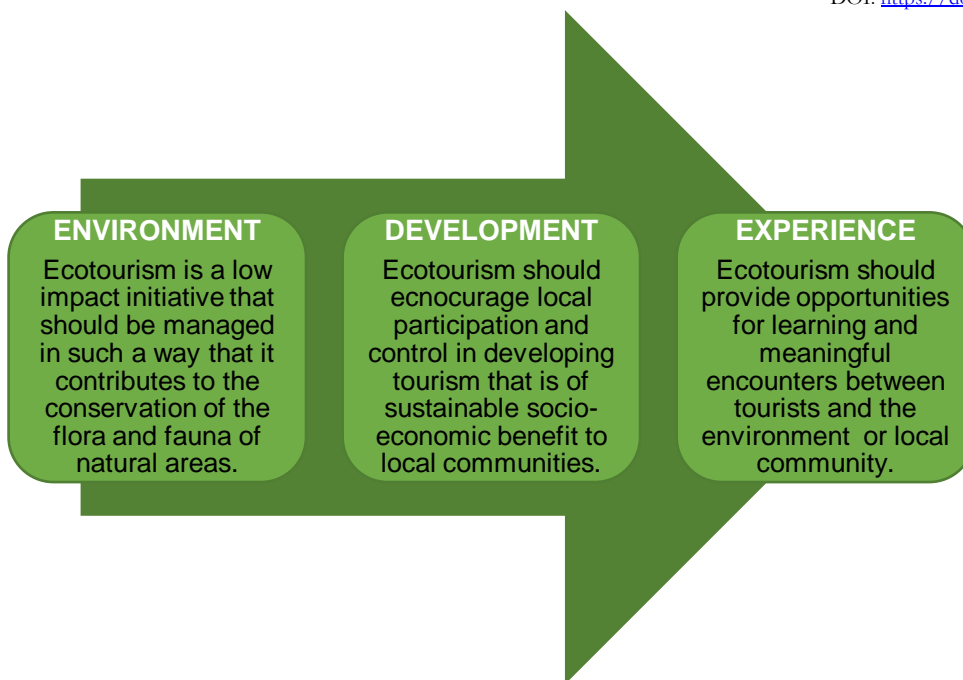 DOI: https://do
ENVIRONMENT
Ecotourism is a low
impact initiative that
should be managed
in such a way that it
contributes to the
conservation of the
flora and fauna of
natural areas.
DEVELOPMENT
Ecotourism should
ecnocurage local
participation and
control in developing
tourism that is of
sustainable socio-
economic benefit to
local communities.
EXPERIENCE
Ecotourism should
provide opportunities
for learning and
meaningful
encounters between
tourists and the
environment or local
community.